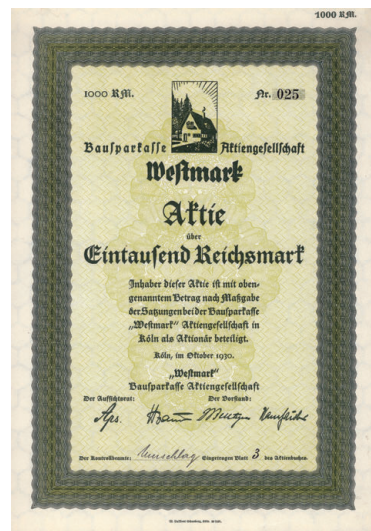 1000 RM.
1000 RM.
Nr. 025
Bausparkasse Aktiengesellschaft
Westmark
Aktie
über
Eintausend Reichsmark
Inhaber dieser Aktie ist mit oben-
genanntem Betrag nach Maßgabe
der Satzungen bei der Bausparkasse
„Westmark“ Aktiengesellschaft in
Köln als Aktionär beteiligt.
Köln, im Oktober 1930.
„Westmark“
Bausparkasse Aktiengesellschaft
Der Aufsichtsrat: Der Vorstand:
Der Kontrollbeamte: Eingetragen Blatt 3 des Aktienbuches